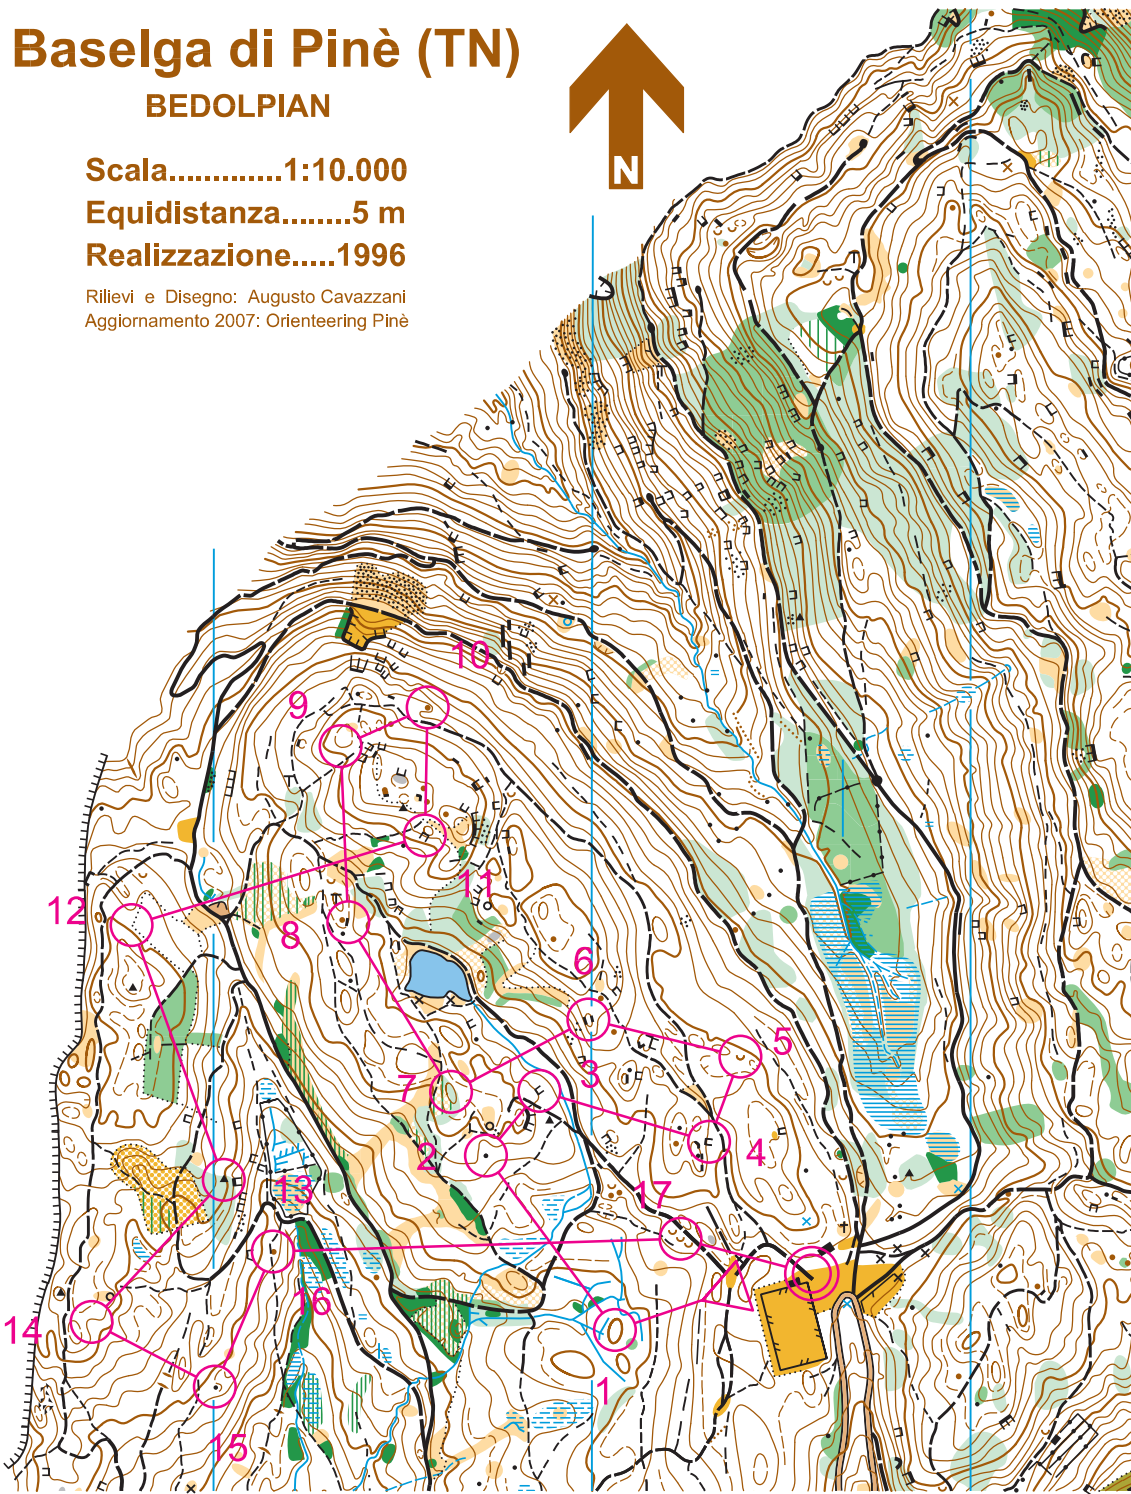 Baselga di Pinè (TN)
BEDOLPIAN
Scala.............1:10.000
Equidistanza........5 m
Realizzazione.....1996
Rilievi e Disegno: Augusto Cavazzani
Aggiornamento 2007: Orienteering Pinè
N
10
9
11
12
8
6
5
3
7
2
4
13
17
16
14
1
15